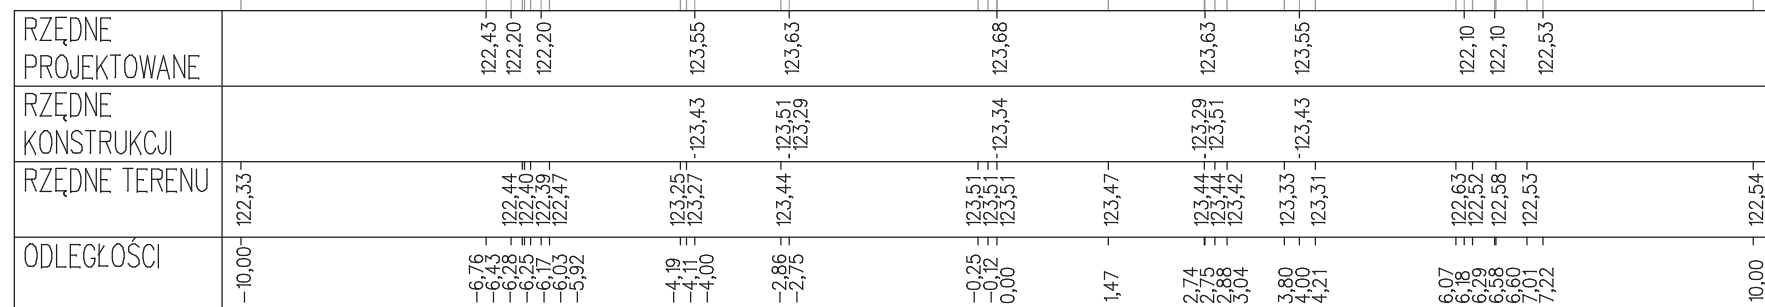 RZĘDNE
PROJEKTOWANE
122,43 122,20 122,20 123,55 123,63 123,68 123,63 123,55 122,10 122,10 122,53
RZĘDNE
KONSTRUKCJI
123,43 123,51 123,29 123,34 123,29 123,51 123,43
RZĘDNE TERENU
122,33 122,44 122,40 122,39 122,47 123,25 123,27 123,44 123,51 123,51 123,51 123,47 123,44 123,44 123,42 123,33 123,31 122,63 122,52 122,58 122,53 122,54
ODLEGŁOŚCI
-10,00 -6,76 -6,43 -6,28 -6,25 -6,17 -6,03 -5,92 -4,19 -4,11 -4,00 -2,86 -2,75 -0,25 -0,12 0,00 1,47 2,74 2,75 2,88 3,04 3,80 4,00 4,21 6,07 6,18 6,29 6,58 6,60 7,01 7,22 10,00